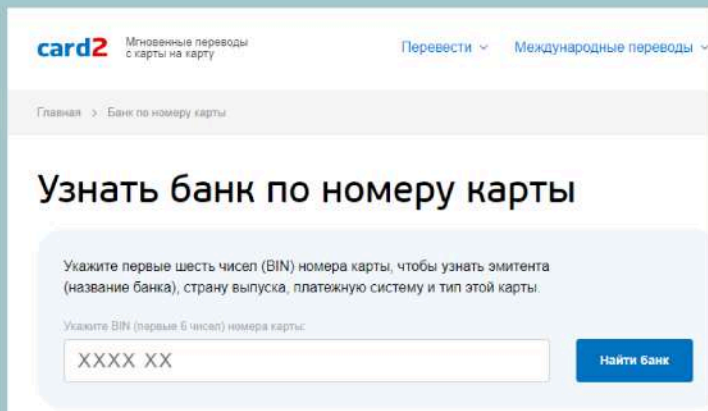 card2
Мгновенные переводы
с карты на карту
Перевести
Международные переводы
Главная > Банк по номеру карты
Узнать банк по номеру карты
Укажите первые шесть чисел (BIN) номера карты, чтобы узнать эмитента
(название банка), страну выпуска, платежную систему и тип этой карты.
Укажите BIN (первые 6 чисел) номера карты:
XXXX XX
Найти банк